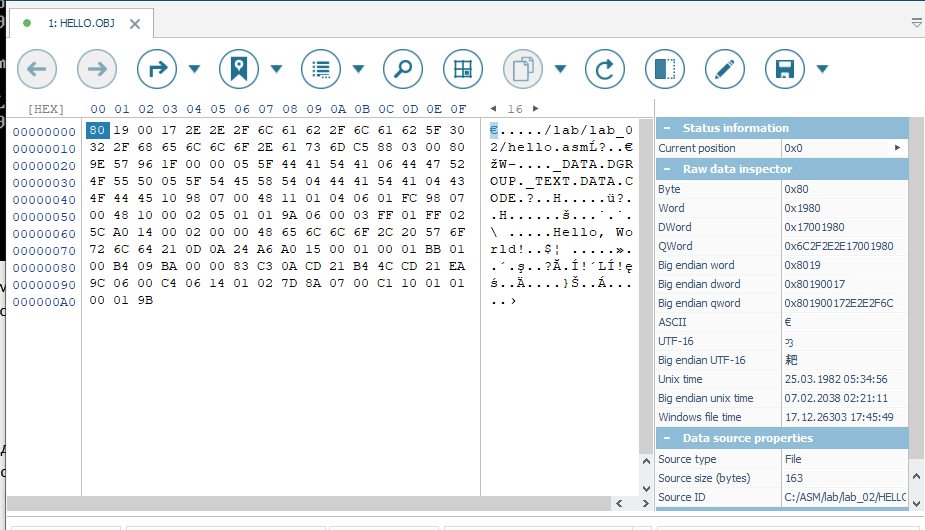 1: HELLO.OBJ
[HEX] 00 01 02 03 04 05 06 07 08 09 0A 0B 0C 0D 0E 0F 16
00000000 80 19 00 17 2E 2E 2F 6C 61 62 2F 6C 61 62 5F 30 €...../lab/lab_0
00000010 32 2F 68 65 6C 6C 6F 2E 61 73 6D C5 88 03 00 80 2/hello.asmĹ?..€
00000020 9E 57 96 1F 00 00 05 5F 44 41 54 41 06 44 47 52 žW–...._DATA.DGR
00000030 4F 55 50 05 5F 54 45 58 54 04 44 41 54 41 04 43 OUP._TEXT.DATA.C
00000040 4F 44 45 10 98 07 00 48 11 01 04 06 01 FC 98 07 ODE.?..H.....ü?.
00000050 00 48 10 00 02 05 01 01 9A 06 00 03 FF 01 FF 02 .H......š...˙.˙.
00000060 5C A0 14 00 02 00 00 48 65 6C 6C 6F 2C 20 57 6F \ .....Hello, Wo
00000070 72 6C 64 21 0D 0A 24 A6 A0 15 00 01 00 01 BB 01 rld!..$¦ .....».
00000080 00 B4 09 BA 00 00 83 C3 0A CD 21 B4 4C CD 21 EA .´.ş..?Ă.Í!´LÍ!ę
00000090 9C 06 00 C4 06 14 01 02 7D 8A 07 00 C1 10 01 01 ś..Ä....}Š..Á...
000000A0 00 01 9B ..›
Status information
Current position 0x0
Raw data inspector
Byte 0x80
Word 0x1980
DWord 0x17001980
QWord 0x6C2F2E2E17001980
Big endian word 0x8019
Big endian dword 0x80190017
Big endian qword 0x801900172E2E2F6C
ASCII €
UTF-16
Big endian UTF-16 耙
Unix time 25.03.1982 05:34:56
Big endian unix time 07.02.2038 02:21:11
Windows file time 17.12.26303 17:45:49
Data source properties
Source type File
Source size (bytes) 163
Source ID C:/ASM/lab/lab_02/HELLO